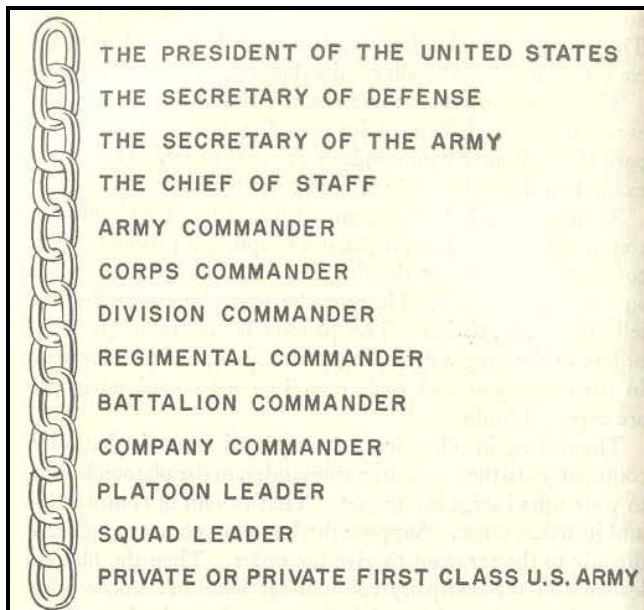 THE PRESIDENT OF THE UNITED STATES
THE SECRETARY OF DEFENSE
THE SECRETARY OF THE ARMY
THE CHIEF OF STAFF
ARMY COMMANDER
CORPS COMMANDER
DIVISION COMMANDER
REGIMENTAL COMMANDER
BATTALION COMMANDER
COMPANY COMMANDER
PLATOON LEADER
SQUAD LEADER
PRIVATE OR PRIVATE FIRST CLASS U.S. ARMY